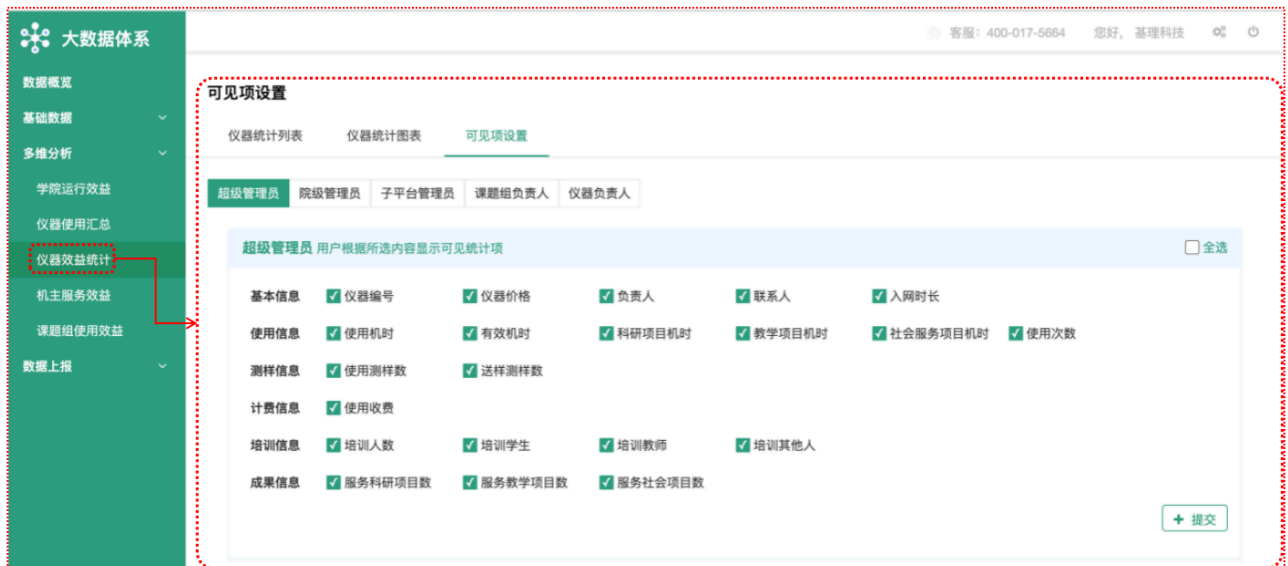 大数据体系
客服：400-017-5664 您好，基理科技
数据概览
基础数据
多维分析
学院运行效益
仪器使用汇总
仪器效益统计
机主服务效益
课题组使用效益
数据上报
可见项设置
仪器统计列表 仪器统计图表 可见项设置
超级管理员 院级管理员 子平台管理员 课题组负责人 仪器负责人
超级管理员 用户根据所选内容显示可见统计项 全选
基本信息 仪器编号 仪器价格 负责人 联系人 入网时长
使用信息 使用机时 有效机时 科研项目机时 教学项目机时 社会服务项目机时 使用次数
测样信息 使用测样数 送样测样数
计费信息 使用收费
培训信息 培训人数 培训学生 培训教师 培训其他人
成果信息 服务科研项目数 服务教学项目数 服务社会项目数
+ 提交